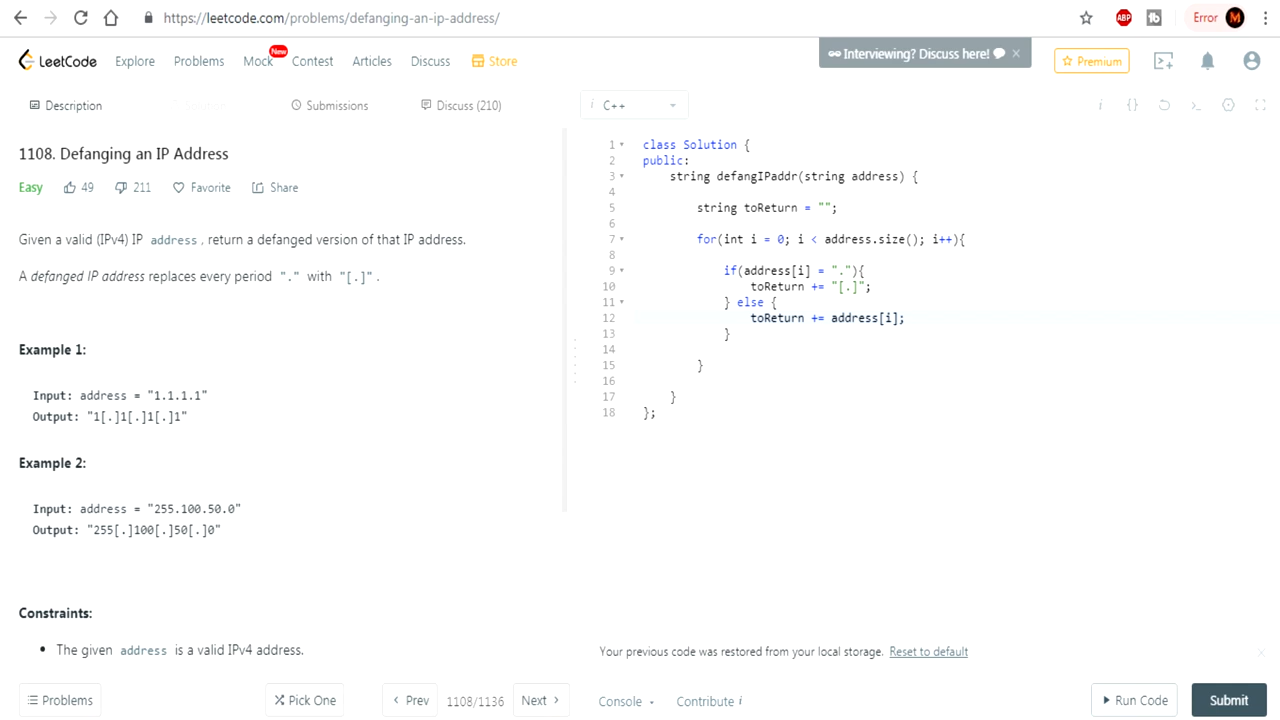 https://leetcode.com/problems/defanging-an-ip-address/
ABP
Error M
LeetCode Explore Problems Mock New Contest Articles Discuss Store
Interviewing? Discuss here! ×
Premium
Description Submissions Discuss (210)
i C++
1108. Defanging an IP Address
Easy 49 211 Favorite Share
Given a valid (IPv4) IP address, return a defanged version of that IP address.
A defanged IP address replaces every period "." with "[.]".
Example 1:
Input: address = "1.1.1.1"
Output: "1[.]1[.]1[.]1"
Example 2:
Input: address = "255.100.50.0"
Output: "255[.]100[.]50[.]0"
Constraints:
• The given address is a valid IPv4 address.
1 class Solution {
2 public:
3 string defangIPaddr(string address) {
4
5 string toReturn = "";
6
7 for(int i = 0; i < address.size(); i++){
8
9 if(address[i] = "."){
10 toReturn += "[.]";
11 } else {
12 toReturn += address[i];
13 }
14
15 }
16
17 }
18 };
Your previous code was restored from your local storage. Reset to default
Problems Pick One < Prev 1108/1136 Next >
Console Contribute i
Run Code Submit